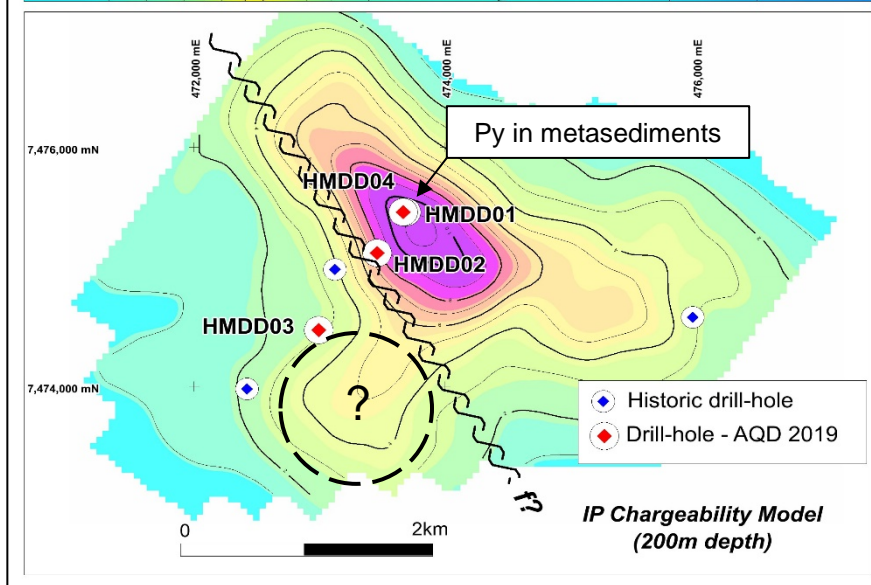 472,000 mE
474,000 mE
476,000 mE
Py in metasediments
7,476,000 mN
HMDD04
HMDD01
HMDD02
HMDD03
7,474,000 mN
?
Historic drill-hole
Drill-hole - AQD 2019
f?
IP Chargeability Model
(200m depth)
0
2km